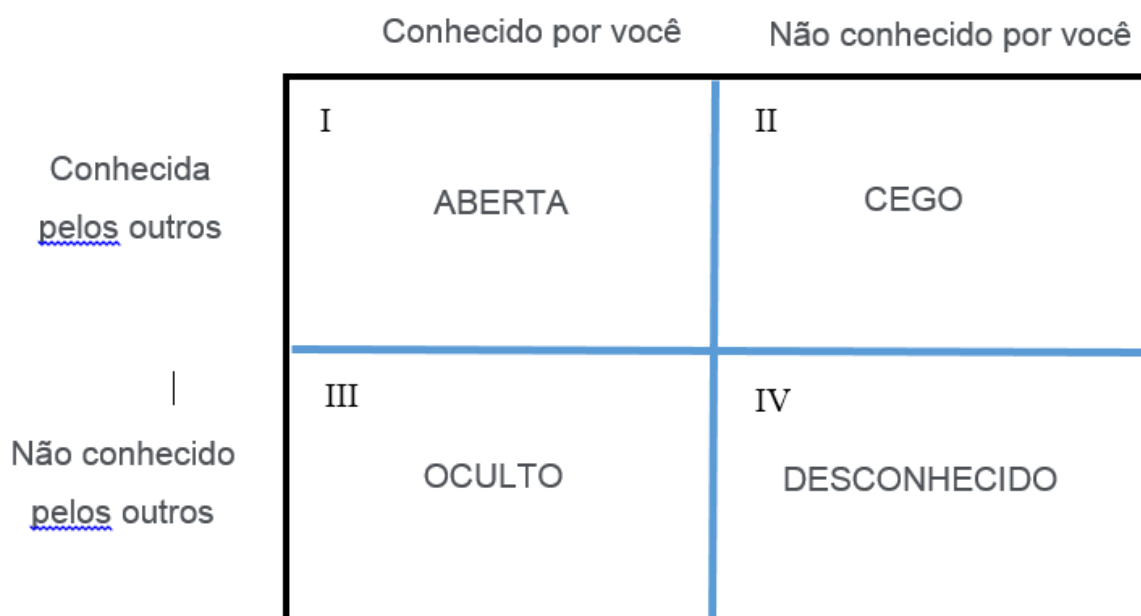 Conhecido por você
Não conhecido por você
Conhecida
pelos outros
I
ABERTA
II
CEGO
Não conhecido
pelos outros
III
OCULTO
IV
DESCONHECIDO